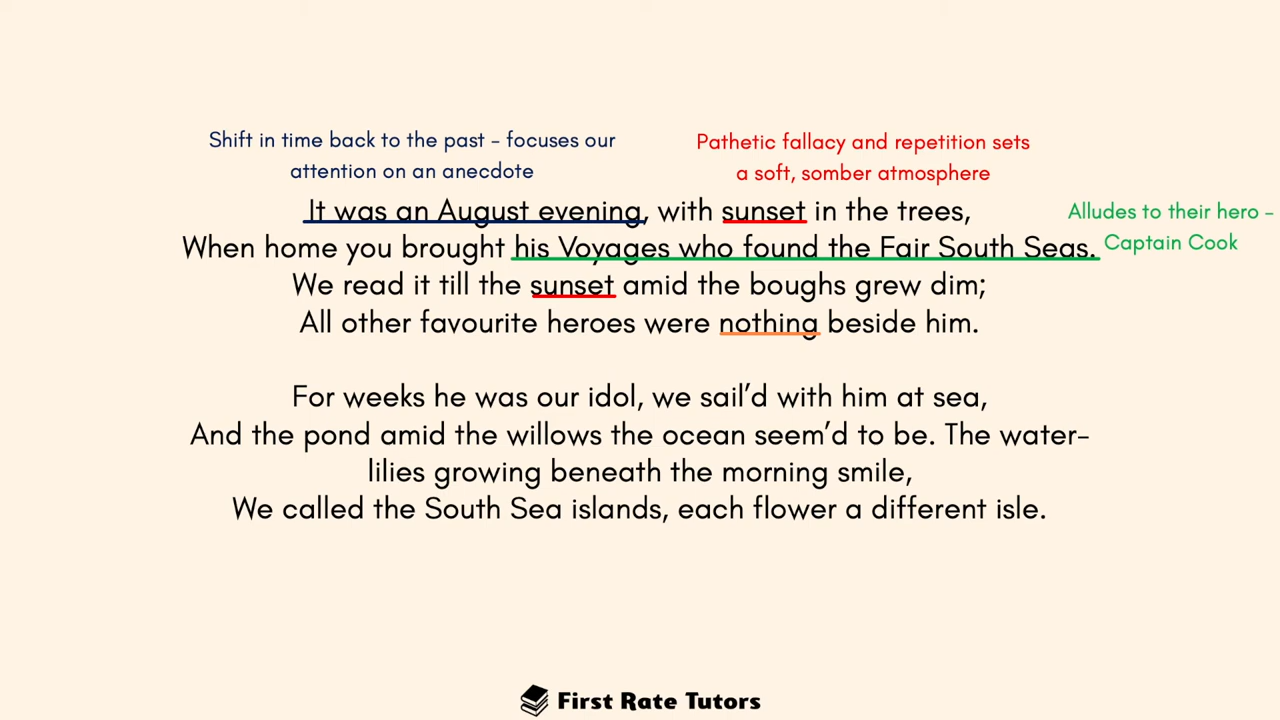 Shift in time back to the past - focuses our
attention on an anecdote
Pathetic fallacy and repetition sets
a soft, somber atmosphere
It was an August evening, with sunset in the trees,
When home you brought his Voyages who found the Fair South Seas.
Alludes to their hero -
Captain Cook
We read it till the sunset amid the boughs grew dim;
All other favourite heroes were nothing beside him.
For weeks he was our idol, we sail’d with him at sea,
And the pond amid the willows the ocean seem’d to be. The water-
lilies growing beneath the morning smile,
We called the South Sea islands, each flower a different isle.
First Rate Tutors